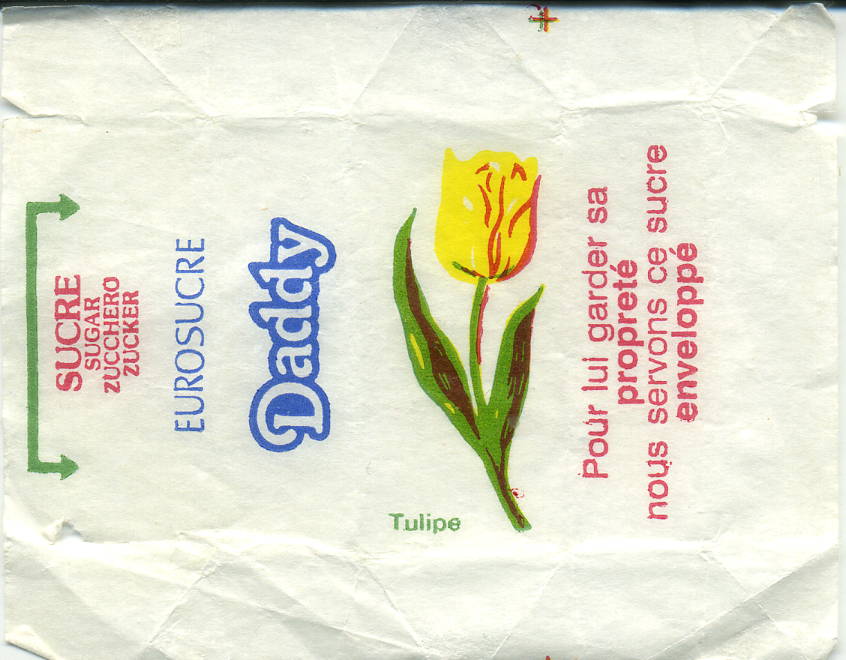 SUCRE
SUGAR
ZUCCHERO
ZUCKER
EUROSUCRE
Daddy
Tulipe
Pour lui garder sa
propreté
nous servons ce sucre
enveloppé